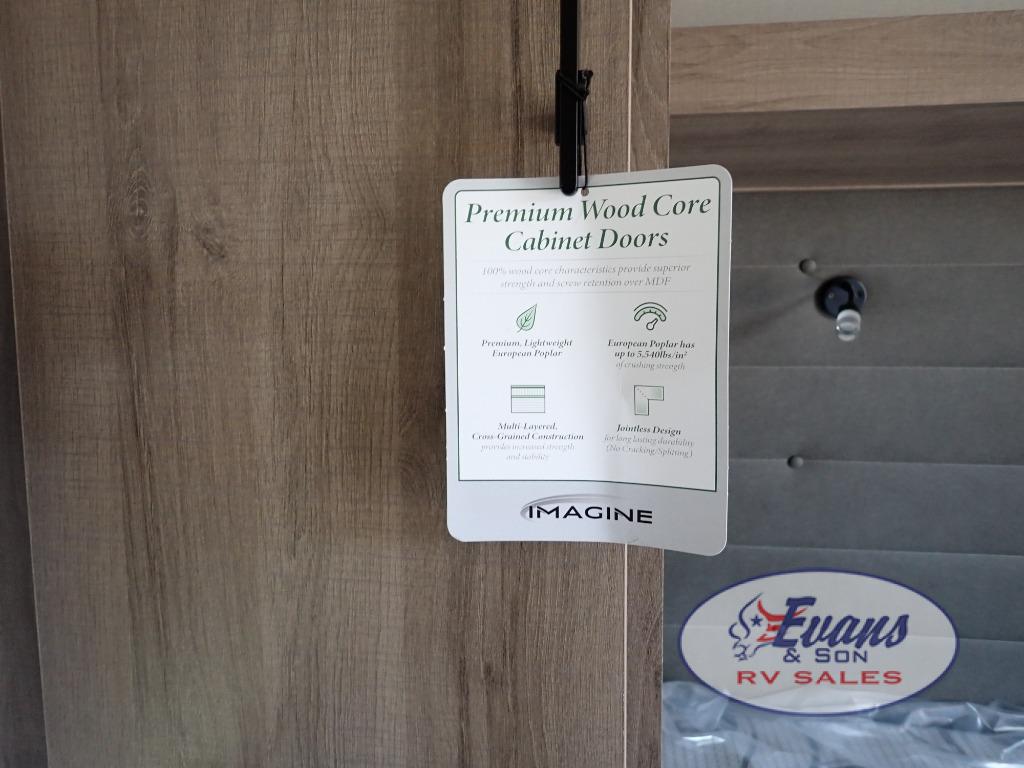 Premium Wood Core
Cabinet Doors
100% wood core characteristics provide superior
strength and screw retention over MDF
Premium, Lightweight
European Poplar
European Poplar has
up to 5,540lbs/in²
of crushing strength
Multi-Layered,
Cross-Grained Construction
provides increased strength
and stability
Jointless Design
for long lasting durability
(No Cracking/Splitting)
IMAGINE
Evans
& SON
RV SALES